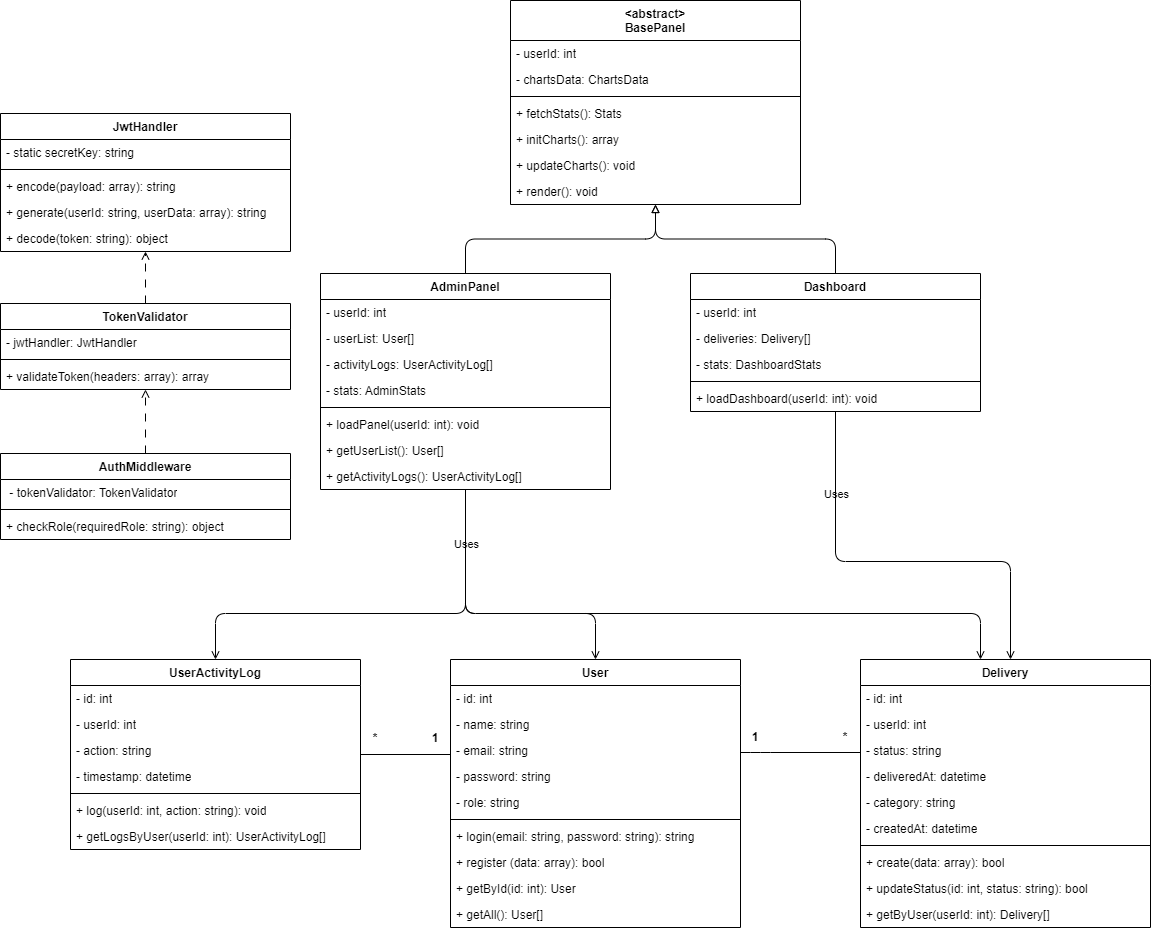 <abstract>
BasePanel
- userId: int
- chartsData: ChartsData
+ fetchStats(): Stats
+ initCharts(): array
+ updateCharts(): void
+ render(): void
JwtHandler
- static secretKey: string
+ encode(payload: array): string
+ generate(userId: string, userData: array): string
+ decode(token: string): object
TokenValidator
- jwtHandler: JwtHandler
+ validateToken(headers: array): array
AuthMiddleware
- tokenValidator: TokenValidator
+ checkRole(requiredRole: string): object
AdminPanel
- userId: int
- userList: User[]
- activityLogs: UserActivityLog[]
- stats: AdminStats
+ loadPanel(userId: int): void
+ getUserList(): User[]
+ getActivityLogs(): UserActivityLog[]
Dashboard
- userId: int
- deliveries: Delivery[]
- stats: DashboardStats
+ loadDashboard(userId: int): void
Uses
Uses
UserActivityLog
- id: int
- userId: int
- action: string
- timestamp: datetime
+ log(userId: int, action: string): void
+ getLogsByUser(userId: int): UserActivityLog[]
* 1
User
- id: int
- name: string
- email: string
- password: string
- role: string
+ login(email: string, password: string): string
+ register (data: array): bool
+ getById(id: int): User
+ getAll(): User[]
1 *
Delivery
- id: int
- userId: int
- status: string
- deliveredAt: datetime
- category: string
- createdAt: datetime
+ create(data: array): bool
+ updateStatus(id: int, status: string): bool
+ getByUser(userId: int): Delivery[]